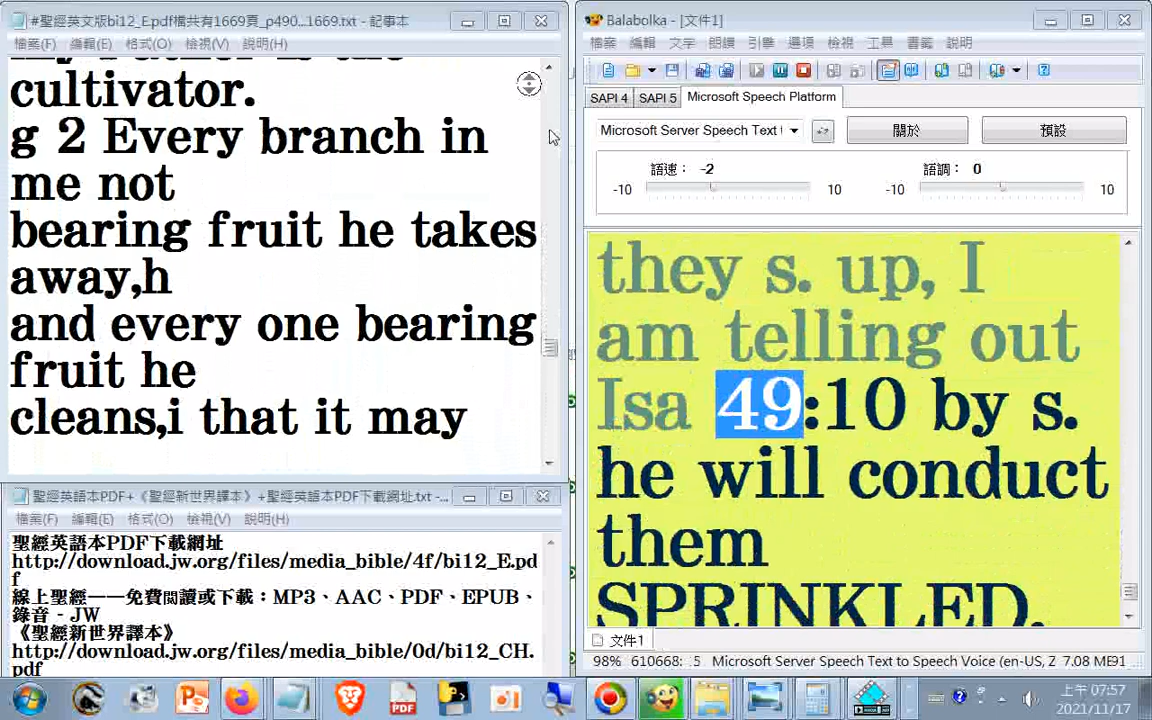 #聖經英文版bi12_E.pdf檔共有1669頁_p490...1669.txt - 記事本
檔案(F) 編輯(E) 格式(O) 檢視(V) 說明(H)
my Father is the
cultivator.
g 2 Every branch in
me not
bearing fruit he takes
away,h
and every one bearing
fruit he
cleans,i that it may
聖經英語本PDF+《聖經新世界譯本》+聖經英語本PDF下載網址.txt -...
檔案(F) 編輯(E) 格式(O) 檢視(V) 說明(H)
聖經英語本PDF下載網址
http://download.jw.org/files/media_bible/4f/bi12_E.pd
f
線上聖經——免費閱讀或下載：MP3、AAC、PDF、EPUB、
錄音 - JW
《聖經新世界譯本》
http://download.jw.org/files/media_bible/0d/bi12_CH.
pdf
Balabolka - [文件1]
檔案 編輯 文字 朗讀 引擎 選項 檢視 工具 書籤 說明
SAPI 4 SAPI 5 Microsoft Speech Platform
Microsoft Server Speech Text 關於 預設
語速： -2 語調： 0
-10 10 -10 10
they s. up, I
am telling out
Isa 49:10 by s.
he will conduct
them
SPRINKLED.
文件1
98% 610668: 5 Microsoft Server Speech Text to Speech Voice (en-US, Z 7.08 ME91
上午 07:57
2021/11/17